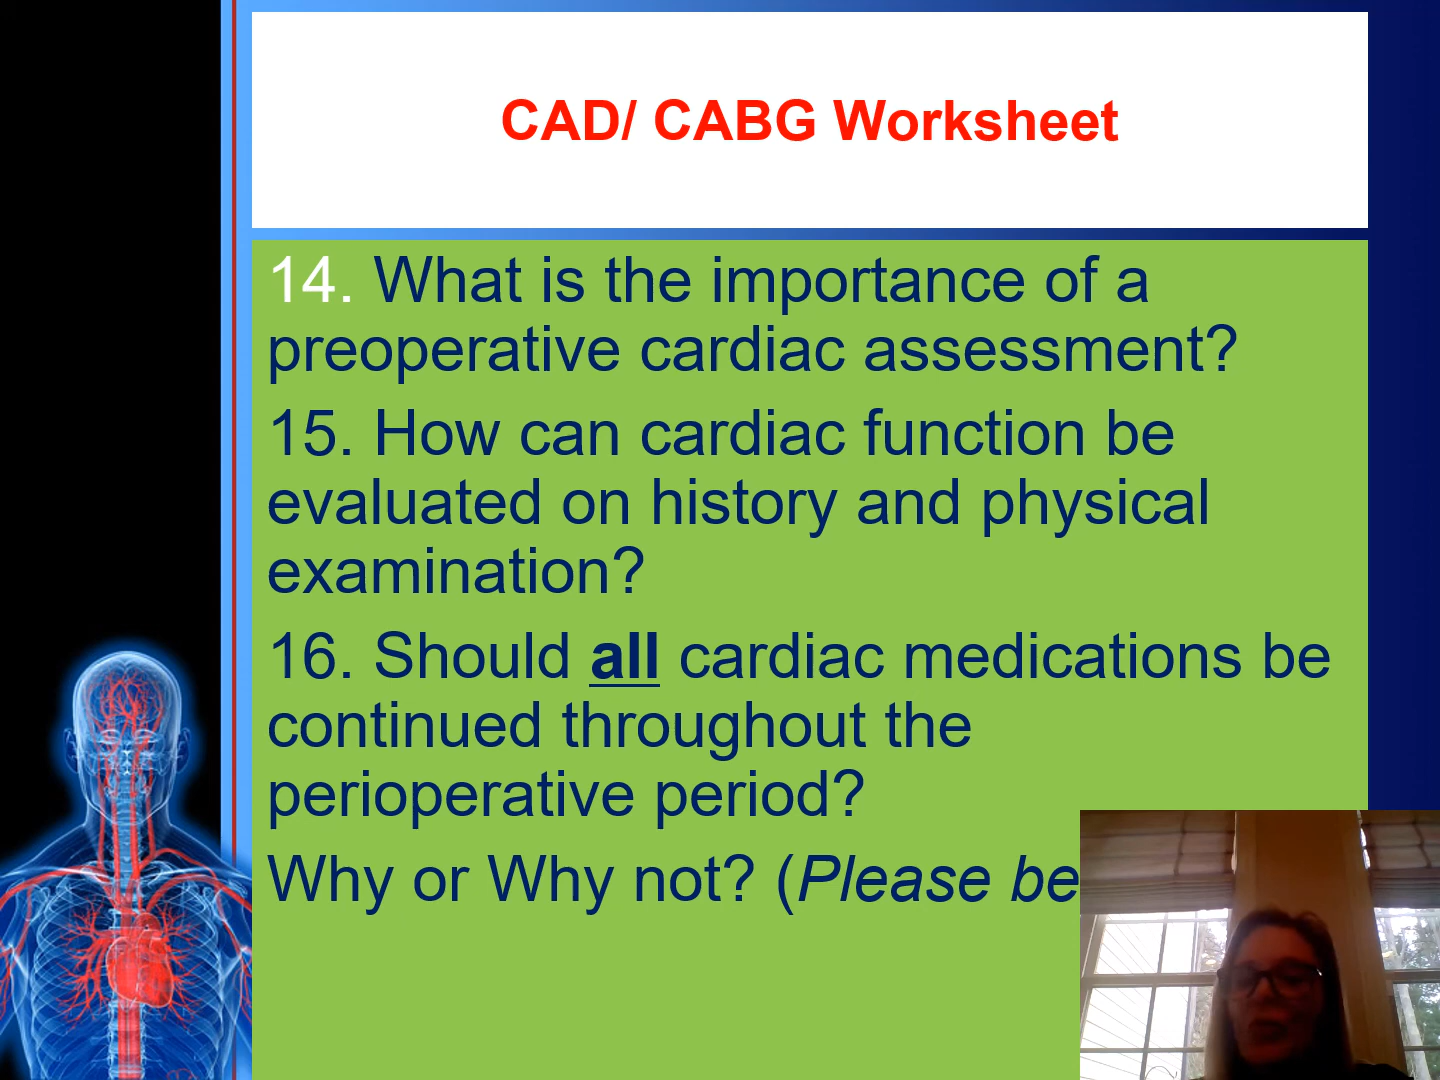 CAD/ CABG Worksheet
14. What is the importance of a
preoperative cardiac assessment?
15. How can cardiac function be
evaluated on history and physical
examination?
16. Should all cardiac medications be
continued throughout the
perioperative period?
Why or Why not? (Please be